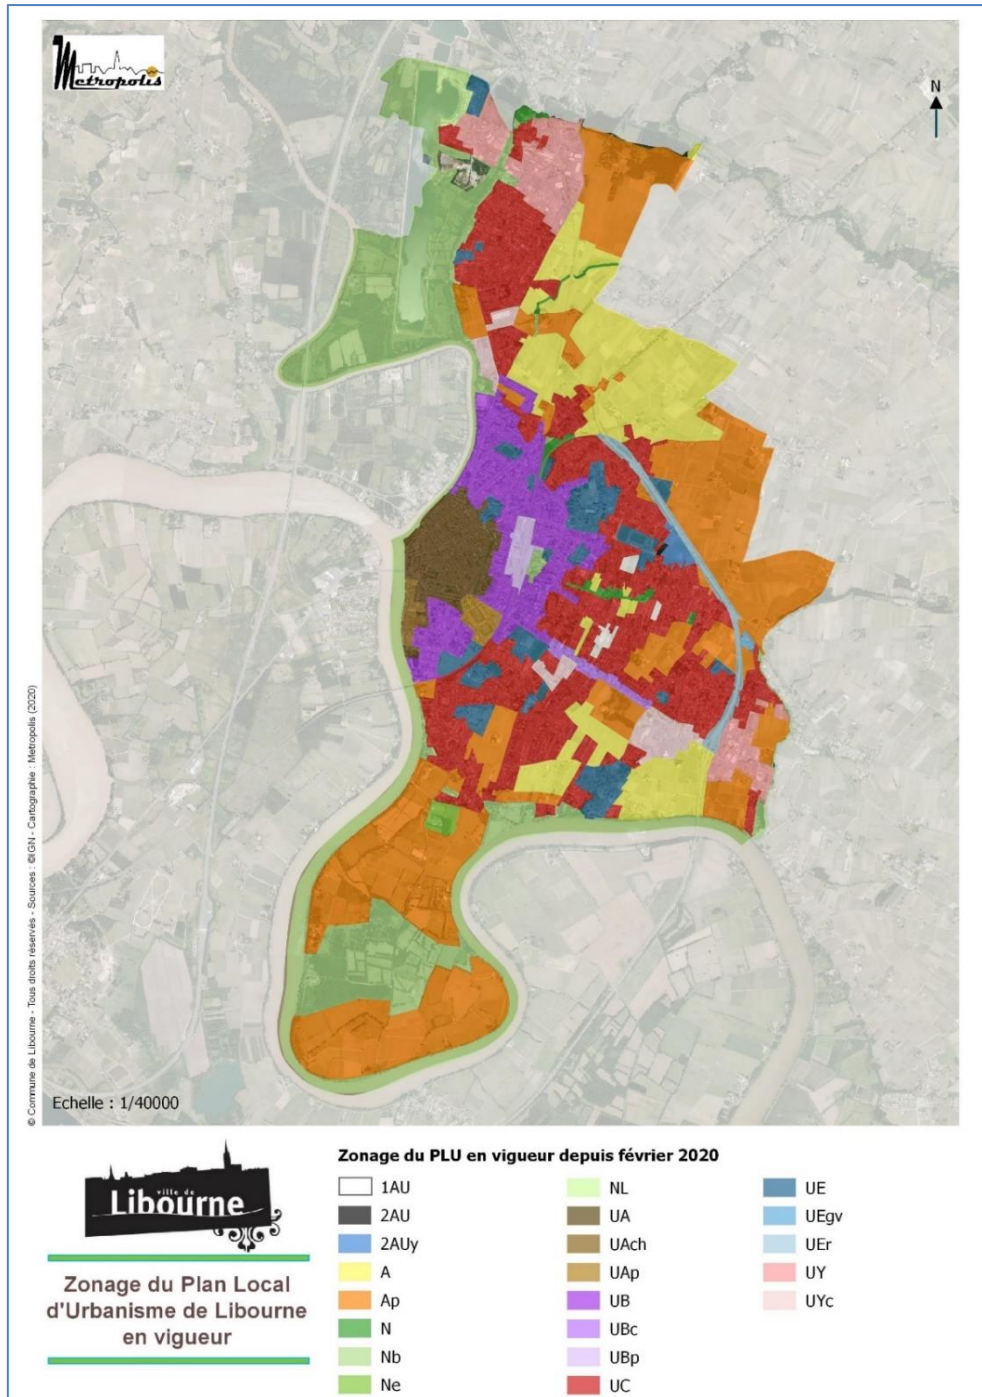 Metropolis
N
© Commune de Libourne - Tous droits réservés - Sources : ©IGN - Cartographie : Metropolis (2020)
Echelle : 1/40000
ville de
Libourne
Zonage du Plan Local
d'Urbanisme de Libourne
en vigueur
Zonage du PLU en vigueur depuis février 2020
1AU
2AU
2AUy
A
Ap
N
Nb
Ne
NL
UA
UAch
UAp
UB
UBc
UBp
UC
UE
UEgv
UEr
UY
UYc